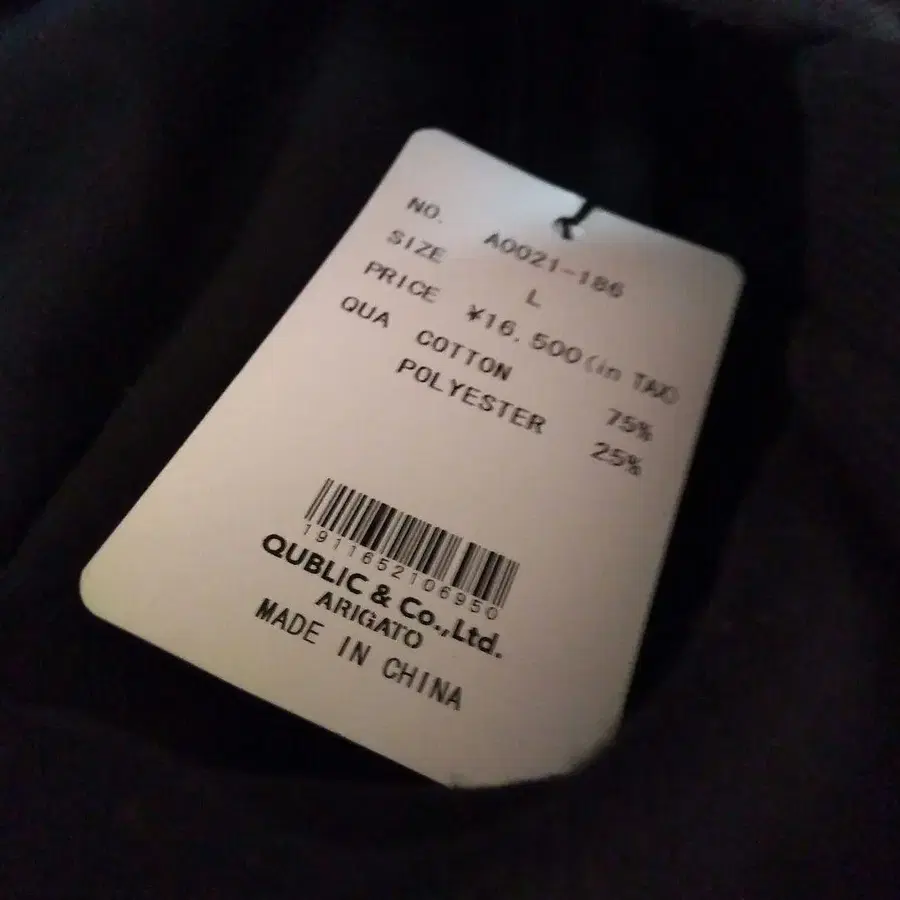 NO. A0021-186
SIZE L
PRICE ¥16,500(in TAX)
QUA COTTON 75%
POLYESTER 25%
1911652106950
QUBLIC & Co.,Ltd.
ARIGATO
MADE IN CHINA